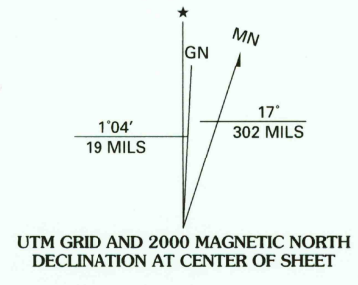 ★
MN
GN
1°04'
19 MILS
17°
302 MILS
UTM GRID AND 2000 MAGNETIC NORTH
DECLINATION AT CENTER OF SHEET